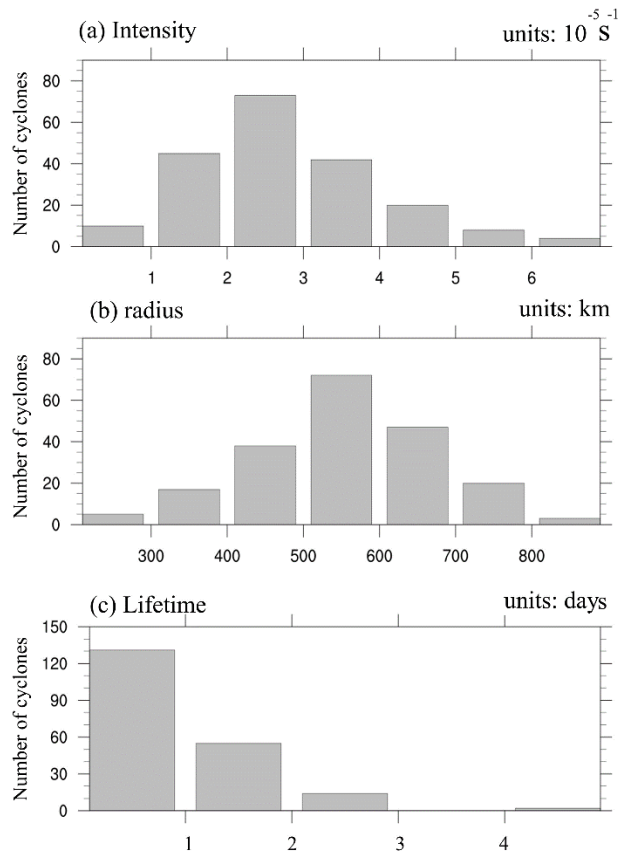 (a) Intensity
units: 10⁻⁵ s⁻¹
Number of cyclones
80
60
40
20
0
1 2 3 4 5 6
(b) radius
units: km
Number of cyclones
80
60
40
20
0
300 400 500 600 700 800
(c) Lifetime
units: days
Number of cyclones
150
120
90
60
30
0
1 2 3 4